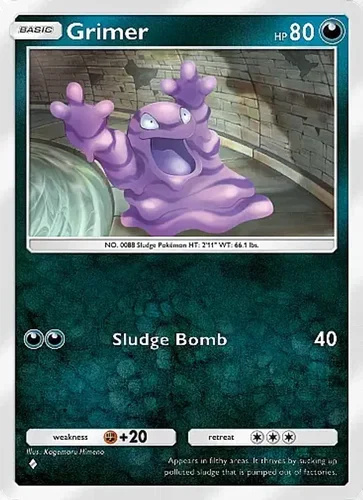 BASIC Grimer HP 80
NO. 0088 Sludge Pokémon HT: 2'11" WT: 66.1 lbs.
Sludge Bomb 40
weakness +20 retreat
Illus. Kagemaru Himeno
Appears in filthy areas. It thrives by sucking up
polluted sludge that is pumped out of factories.